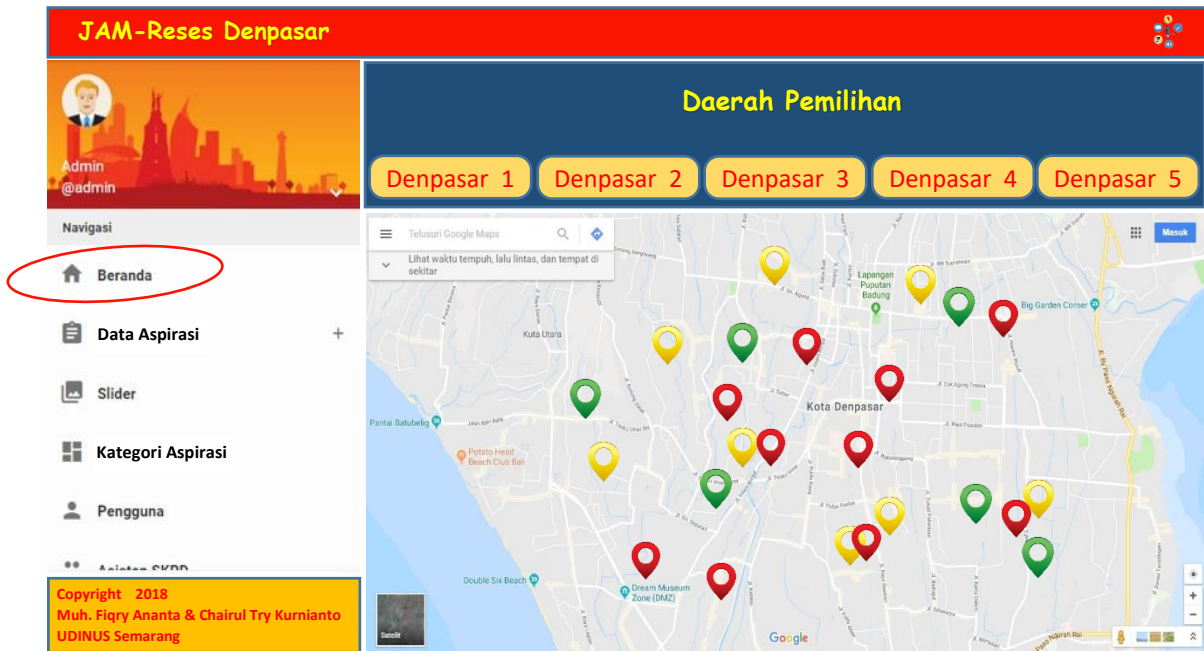 JAM-Reses Denpasar
Admin
@admin
Navigasi
Beranda
Data Aspirasi
Slider
Kategori Aspirasi
Pengguna
Copyright 2018
Muh. Fiqry Ananta & Chairul Try Kurnianto
UDINUS Semarang
Daerah Pemilihan
Denpasar 1
Denpasar 2
Denpasar 3
Denpasar 4
Denpasar 5
Telusuri Google Maps
Masuk
Lihat waktu tempuh, lalu lintas, dan tempat di
sekitar
Lapangan
Puputan
Badung
Big Garden Corner
Kuta Utara
Kota Denpasar
Pantai Batubelig
Potato Head
Beach Club Bali
Double Six Beach
Dream Museum
Zone (DMZ)
Satelit
Google